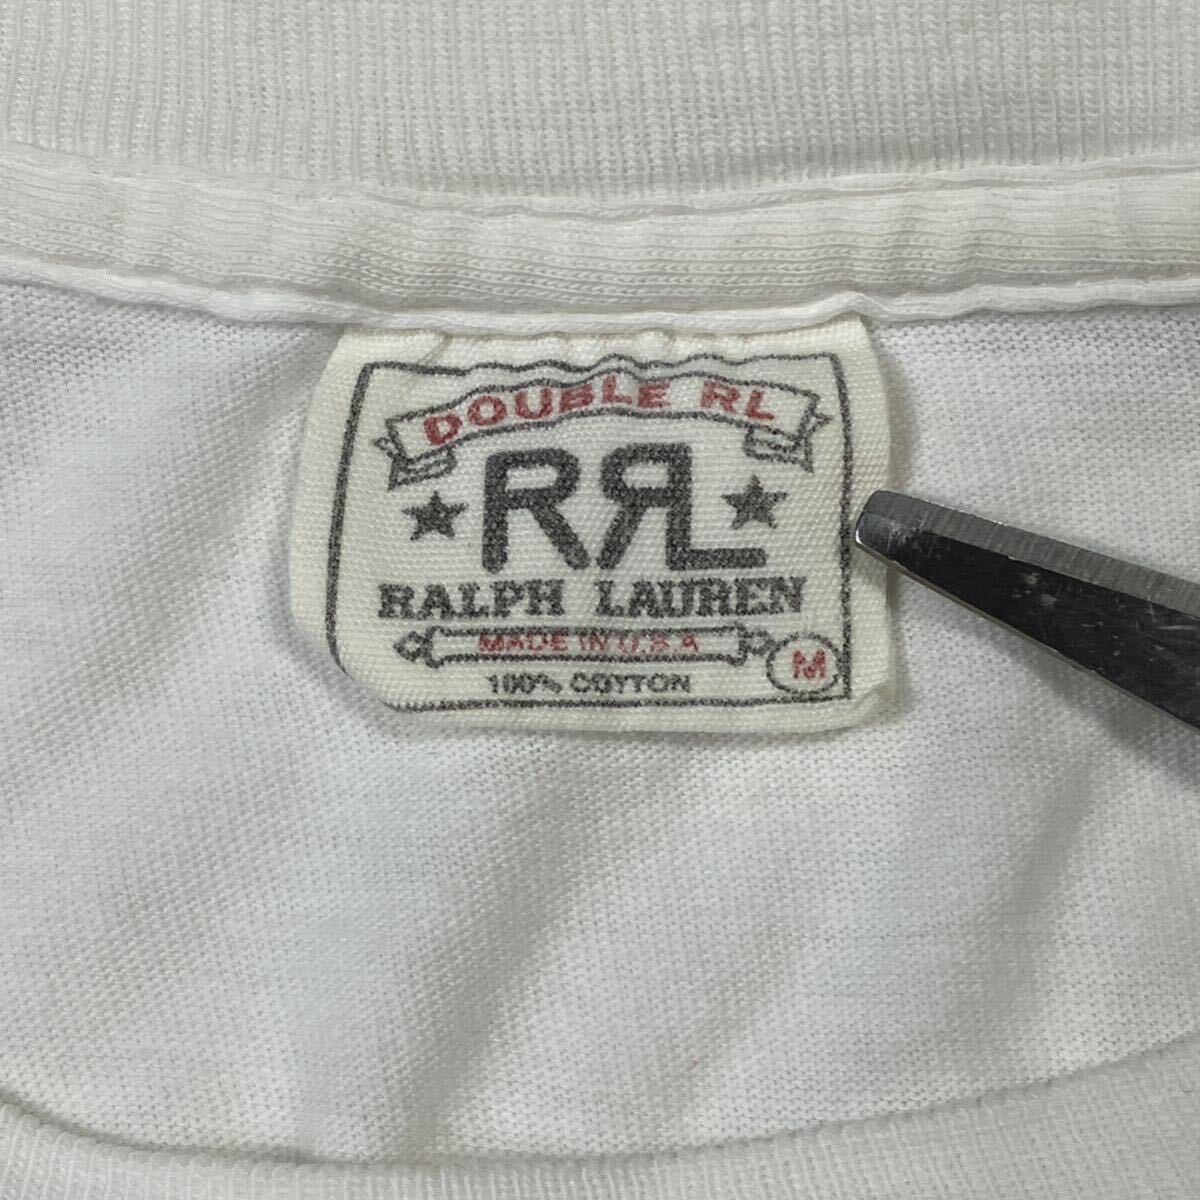 DOUBLE RL
RRL
RALPH LAUREN
MADE IN U.S.A
M
100% COTTON